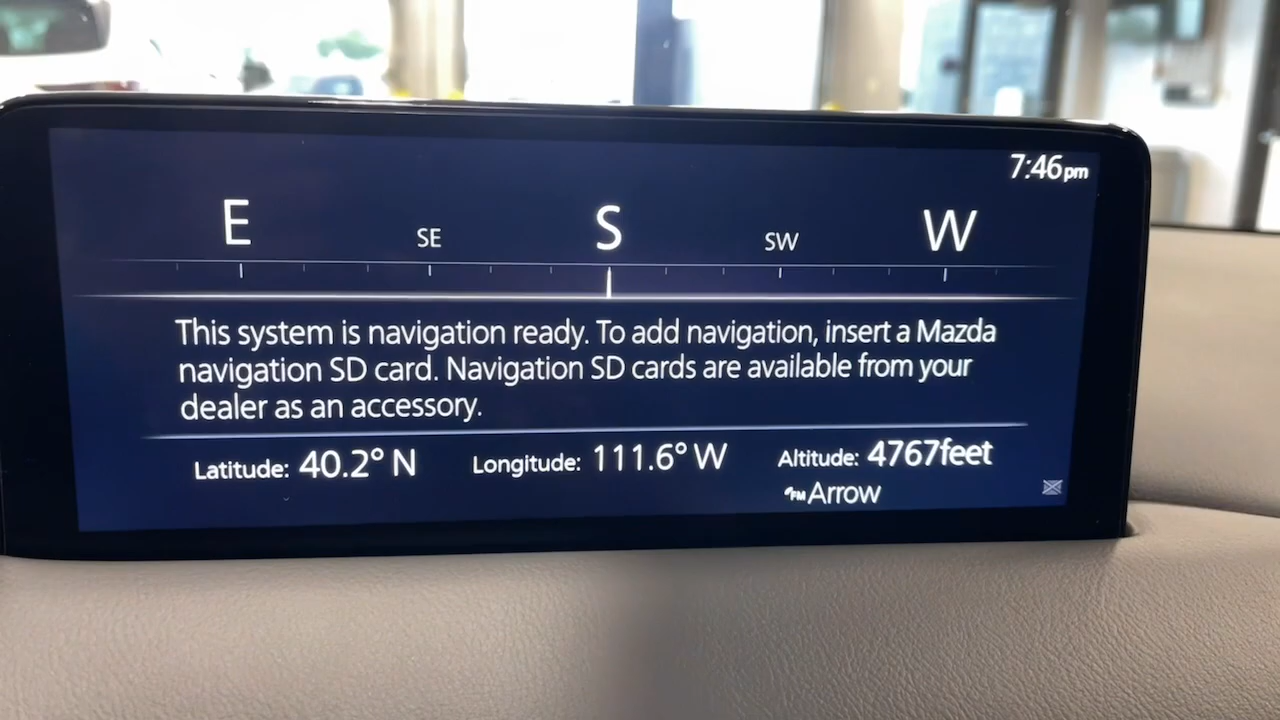 7:46pm
E SE S SW W
This system is navigation ready. To add navigation, insert a Mazda
navigation SD card. Navigation SD cards are available from your
dealer as an accessory.
Latitude: 40.2° N Longitude: 111.6° W Altitude: 4767feet
FM Arrow